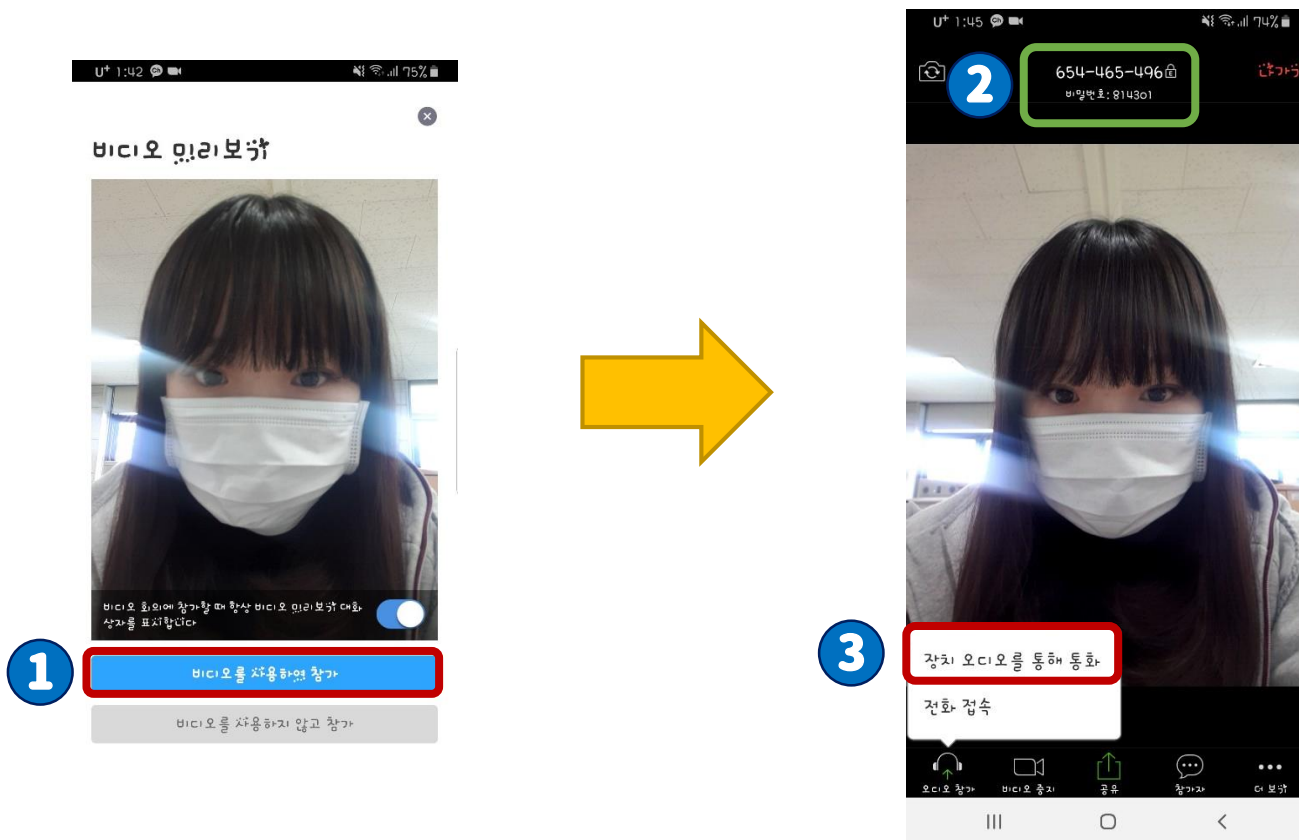 U+ 1:42
75%
비디오 미리보기
비디오 회의에 참가할 때 항상 비디오 미리보기 대화
상자를 표시합니다
1
비디오를 사용하여 참가
비디오를 사용하지 않고 참가
U+ 1:45
74%
2
654-465-496
비밀번호: 814301
나가기
3
장치 오디오를 통해 통화
전화 접속
오디오 참가
비디오 중지
공유
참가자
더 보기